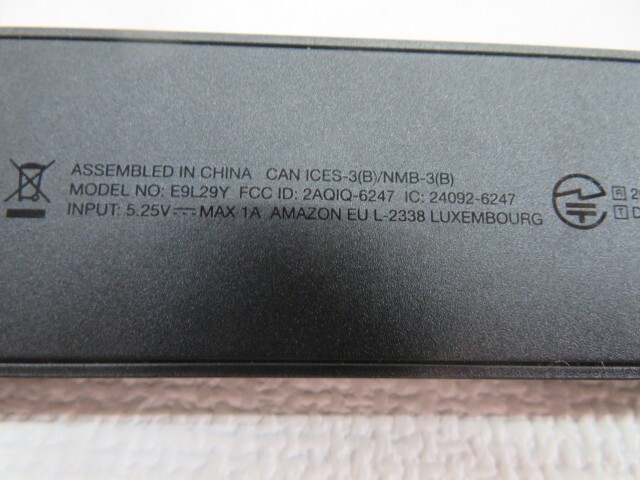 ASSEMBLED IN CHINA CAN ICES-3(B)/NMB-3(B)
MODEL NO: E9L29Y FCC ID: 2AQIQ-6247 IC: 24092-6247
INPUT: 5.25V⎓MAX 1A AMAZON EU L-2338 LUXEMBOURG
R
T